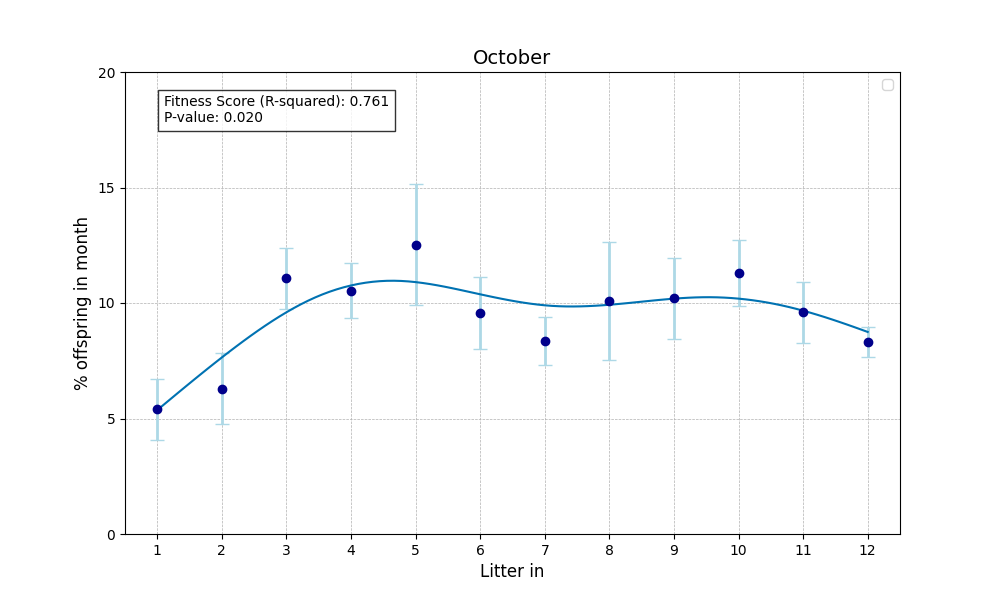 October
Fitness Score (R-squared): 0.761
P-value: 0.020
% offspring in month
20
15
10
5
0
1 2 3 4 5 6 7 8 9 10 11 12
Litter in